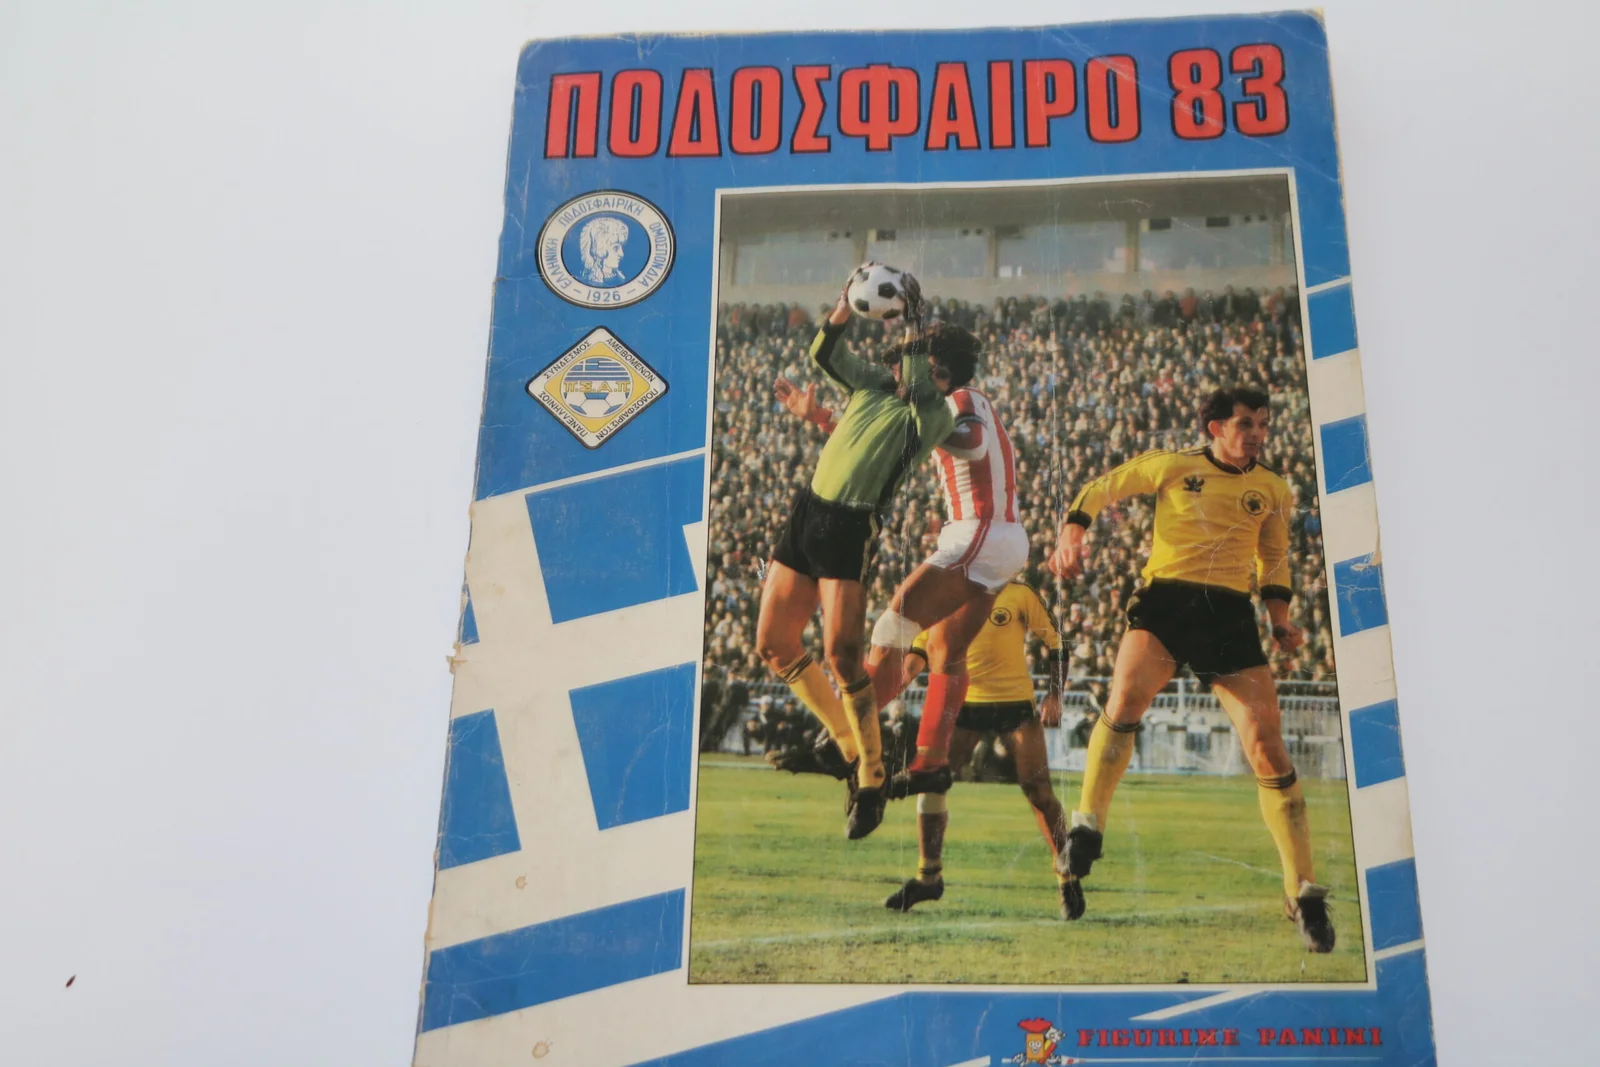 ΠΟΔΟΣΦΑΙΡΟ 83
ΕΛΛΗΝΙΚΗ ΠΟΔΟΣΦΑΙΡΙΚΗ ΟΜΟΣΠΟΝΔΙΑ
- 1926 -
ΠΑΝΕΛΛΗΝΙΟΣ ΣΥΝΔΕΣΜΟΣ ΑΜΕΙΒΟΜΕΝΩΝ ΠΟΔΟΣΦΑΙΡΙΣΤΩΝ
Π.Σ.Α.Π
FIGURINE PANINI